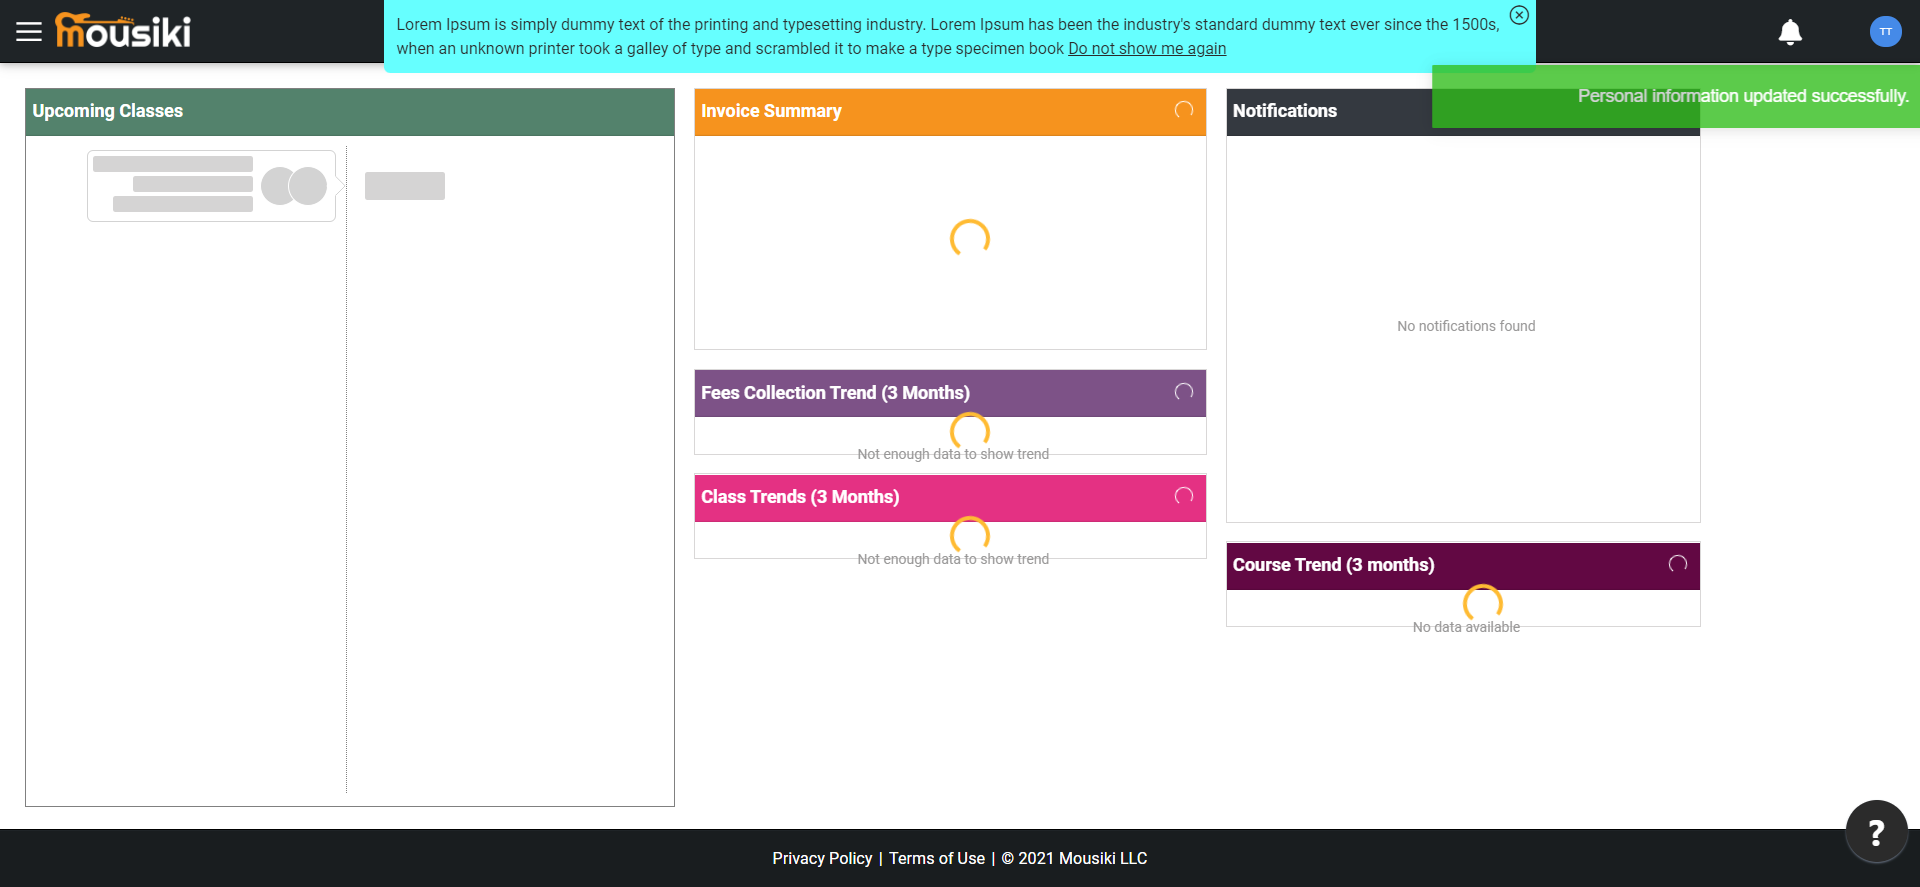 mousiki
Lorem Ipsum is simply dummy text of the printing and typesetting industry. Lorem Ipsum has been the industry's standard dummy text ever since the 1500s,
when an unknown printer took a galley of type and scrambled it to make a type specimen book Do not show me again
TT
Personal information updated successfully.
Upcoming Classes
Invoice Summary
Notifications
No notifications found
Fees Collection Trend (3 Months)
Not enough data to show trend
Class Trends (3 Months)
Not enough data to show trend
Course Trend (3 months)
No data available
?
Privacy Policy | Terms of Use | © 2021 Mousiki LLC